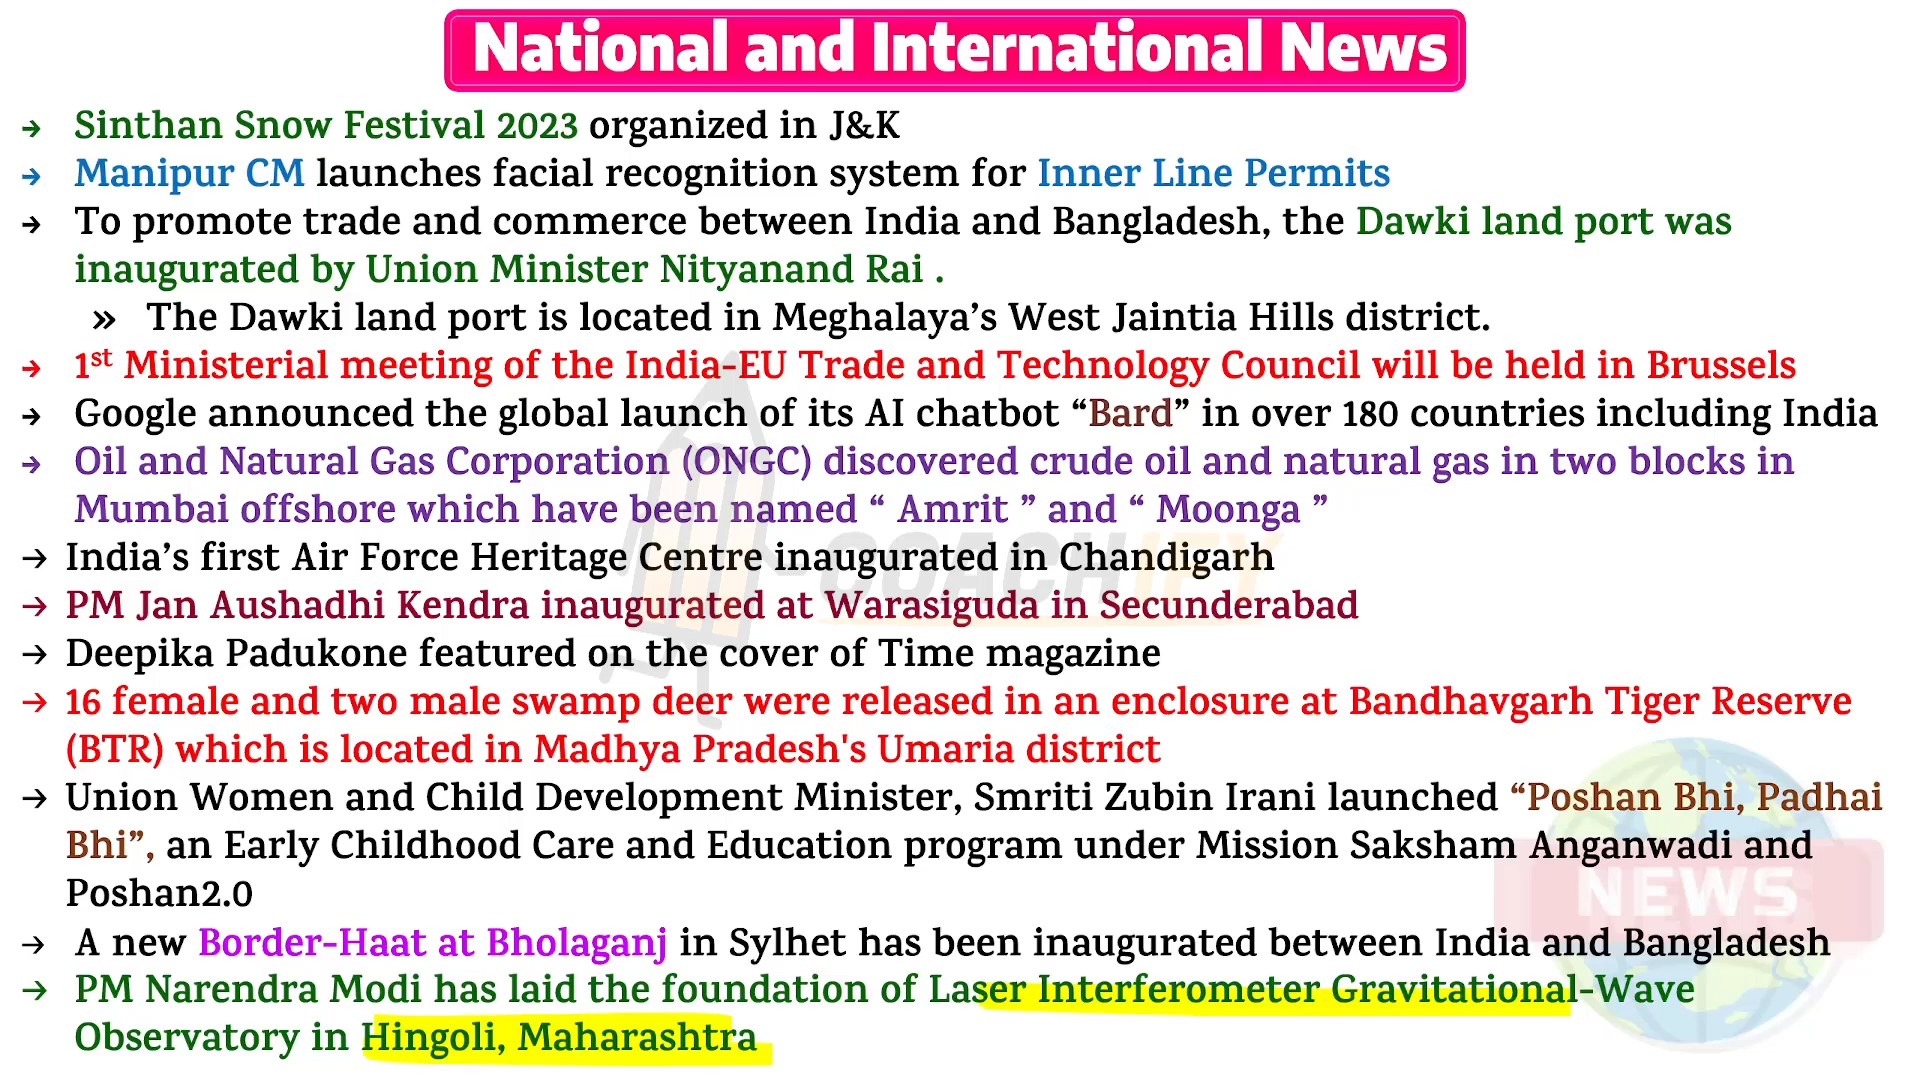 National and International News
→ Sinthan Snow Festival 2023 organized in J&K
→ Manipur CM launches facial recognition system for Inner Line Permits
→ To promote trade and commerce between India and Bangladesh, the Dawki land port was
inaugurated by Union Minister Nityanand Rai .
» The Dawki land port is located in Meghalaya’s West Jaintia Hills district.
→ 1st Ministerial meeting of the India-EU Trade and Technology Council will be held in Brussels
→ Google announced the global launch of its AI chatbot “Bard” in over 180 countries including India
→ Oil and Natural Gas Corporation (ONGC) discovered crude oil and natural gas in two blocks in
Mumbai offshore which have been named “ Amrit ” and “ Moonga ”
→ India’s first Air Force Heritage Centre inaugurated in Chandigarh
COACHIFY
→ PM Jan Aushadhi Kendra inaugurated at Warasiguda in Secunderabad
→ Deepika Padukone featured on the cover of Time magazine
→ 16 female and two male swamp deer were released in an enclosure at Bandhavgarh Tiger Reserve
(BTR) which is located in Madhya Pradesh's Umaria district
→ Union Women and Child Development Minister, Smriti Zubin Irani launched “Poshan Bhi, Padhai
Bhi”, an Early Childhood Care and Education program under Mission Saksham Anganwadi and
Poshan2.0
NEWS
→ A new Border-Haat at Bholaganj in Sylhet has been inaugurated between India and Bangladesh
→ PM Narendra Modi has laid the foundation of Laser Interferometer Gravitational-Wave
Observatory in Hingoli, Maharashtra